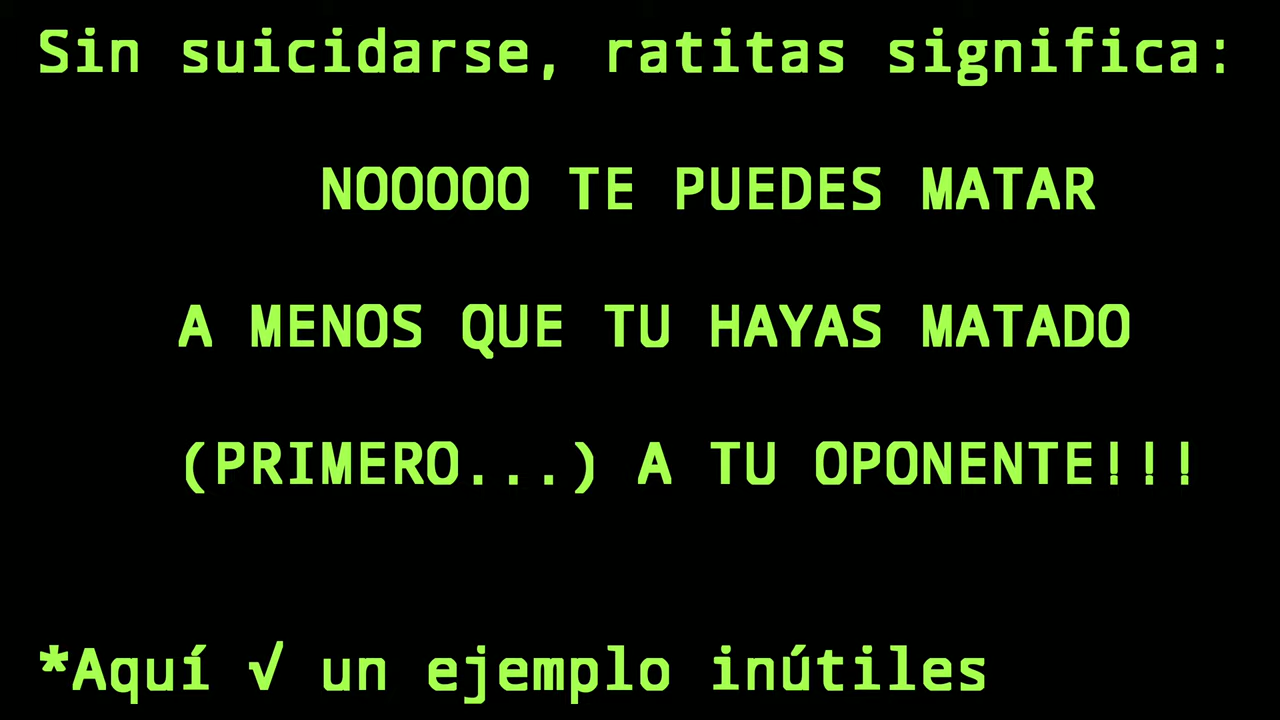 Sin suicidarse, ratitas significa:
NOOOOO TE PUEDES MATAR
A MENOS QUE TU HAYAS MATADO
(PRIMERO...) A TU OPONENTE!!!
*Aquí √ un ejemplo inútiles